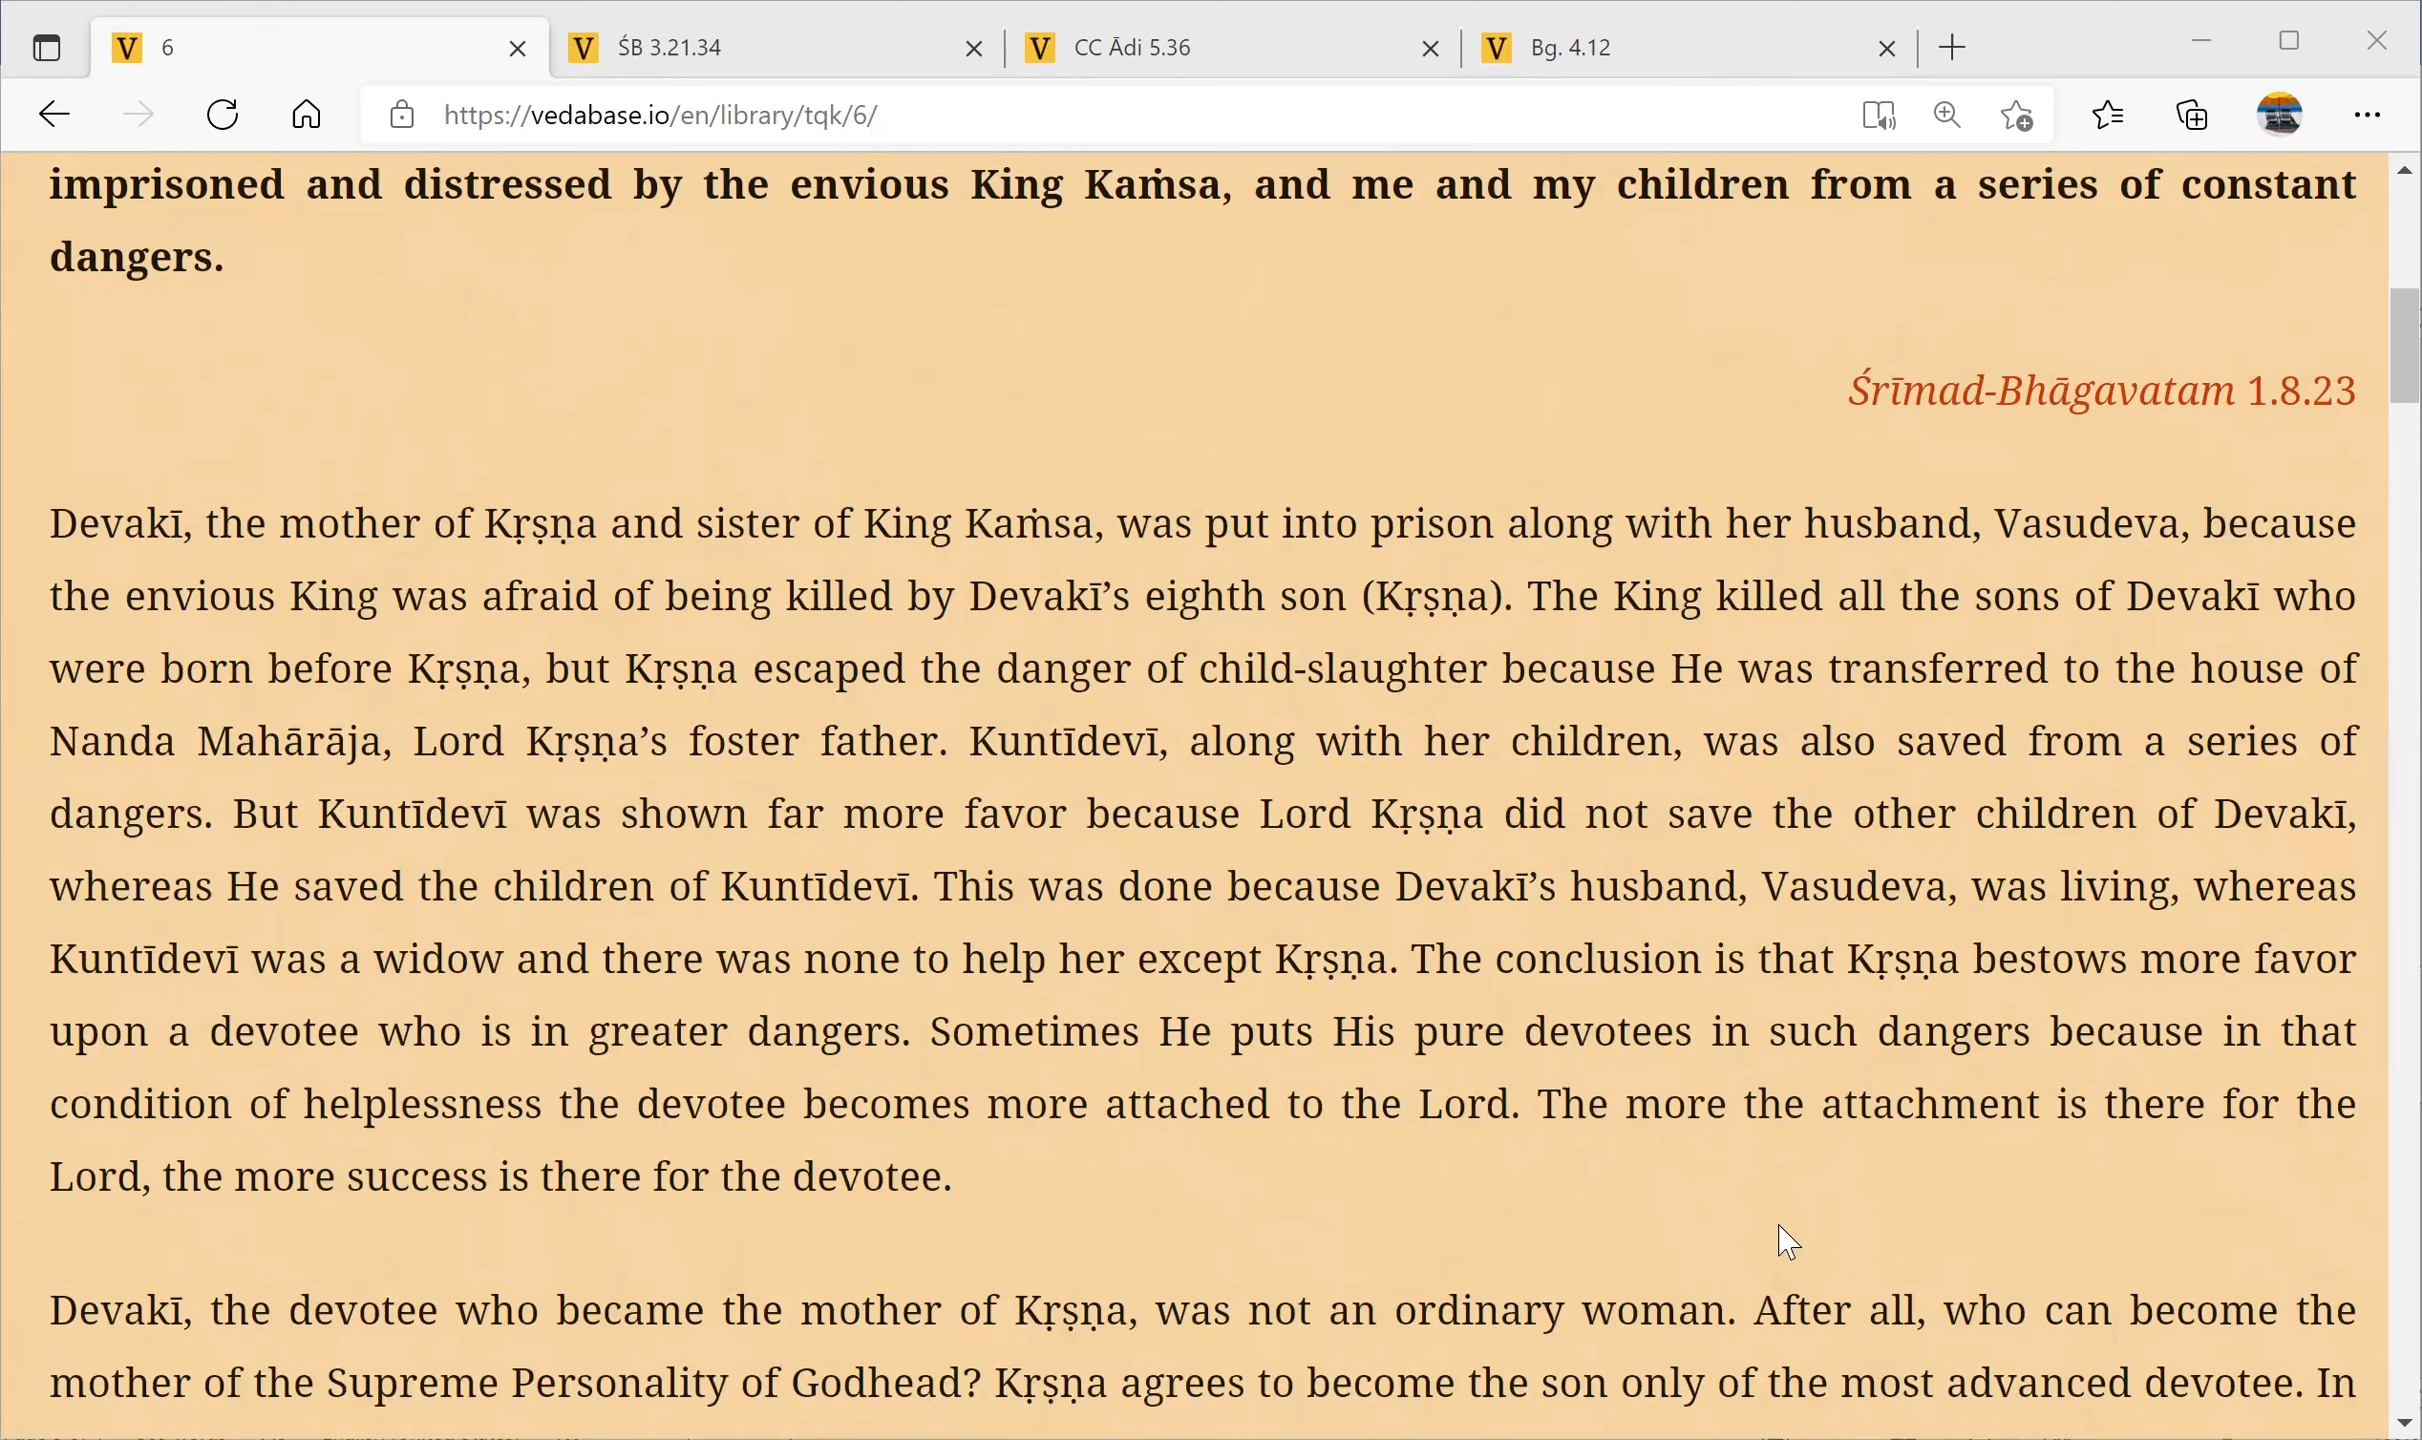 V 6
V ŚB 3.21.34
V CC Ādi 5.36
V Bg. 4.12
https://vedabase.io/en/library/tqk/6/
imprisoned and distressed by the envious King Kaṁsa, and me and my children from a series of constant
dangers.
Śrīmad-Bhāgavatam 1.8.23
Devakī, the mother of Kṛṣṇa and sister of King Kaṁsa, was put into prison along with her husband, Vasudeva, because
the envious King was afraid of being killed by Devakī’s eighth son (Kṛṣṇa). The King killed all the sons of Devakī who
were born before Kṛṣṇa, but Kṛṣṇa escaped the danger of child-slaughter because He was transferred to the house of
Nanda Mahārāja, Lord Kṛṣṇa’s foster father. Kuntīdevī, along with her children, was also saved from a series of
dangers. But Kuntīdevī was shown far more favor because Lord Kṛṣṇa did not save the other children of Devakī,
whereas He saved the children of Kuntīdevī. This was done because Devakī’s husband, Vasudeva, was living, whereas
Kuntīdevī was a widow and there was none to help her except Kṛṣṇa. The conclusion is that Kṛṣṇa bestows more favor
upon a devotee who is in greater dangers. Sometimes He puts His pure devotees in such dangers because in that
condition of helplessness the devotee becomes more attached to the Lord. The more the attachment is there for the
Lord, the more success is there for the devotee.
Devakī, the devotee who became the mother of Kṛṣṇa, was not an ordinary woman. After all, who can become the
mother of the Supreme Personality of Godhead? Kṛṣṇa agrees to become the son only of the most advanced devotee. In